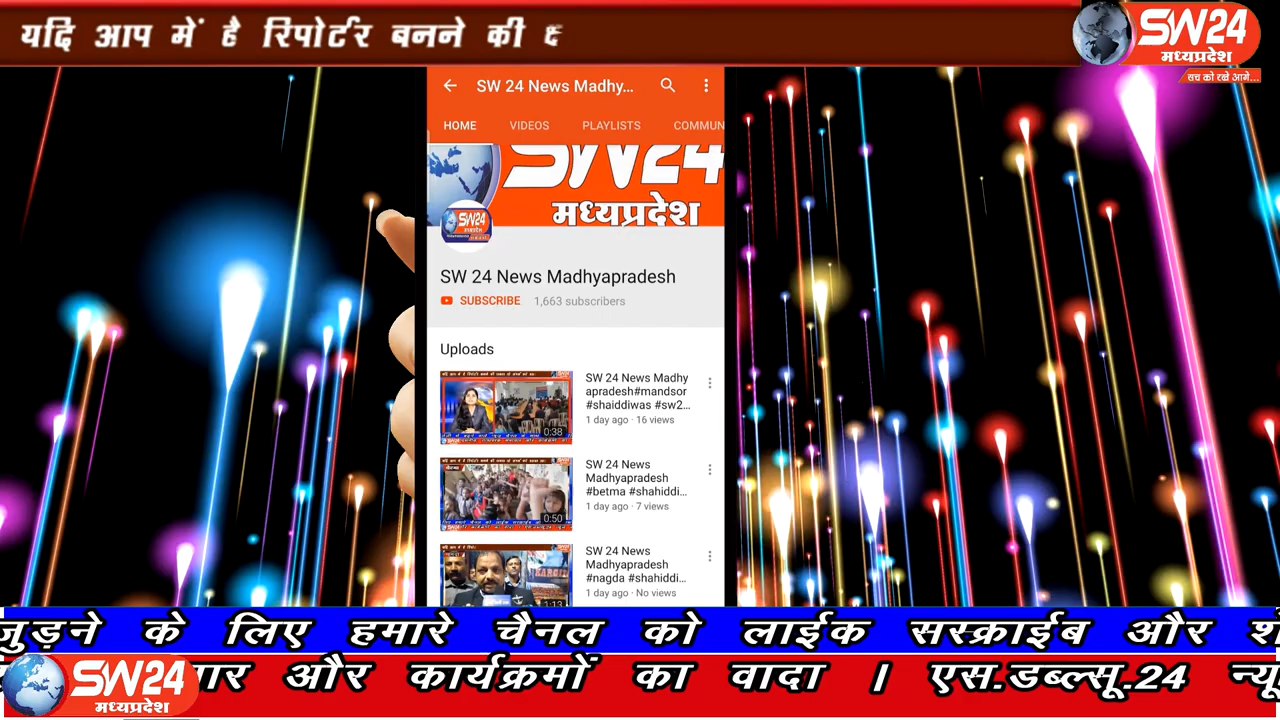 यदि आप में है रिपोर्टर बनने की
SW24
मध्यप्रदेश
सच को रखे आगे...
SW 24 News Madhy...
HOME VIDEOS PLAYLISTS COMMUN
SW24
मध्यप्रदेश
SW24
SW 24 News Madhyapradesh
SUBSCRIBE 1,663 subscribers
Uploads
SW 24 News Madhy
apradesh#mandsor
#shaiddiwas #sw2...
1 day ago · 16 views
0:38
SW 24 News
Madhyapradesh
#betma #shahiddi...
1 day ago · 7 views
0:50
SW 24 News
Madhyapradesh
#nagda #shahiddi...
1 day ago · No views
1:13
जुड़ने के लिए हमारे चैनल को लाईक सस्क्राईब और
और कार्यक्रमों का वादा । एस.डब्ल्सू.24 न्यू
SW24
मध्यप्रदेश